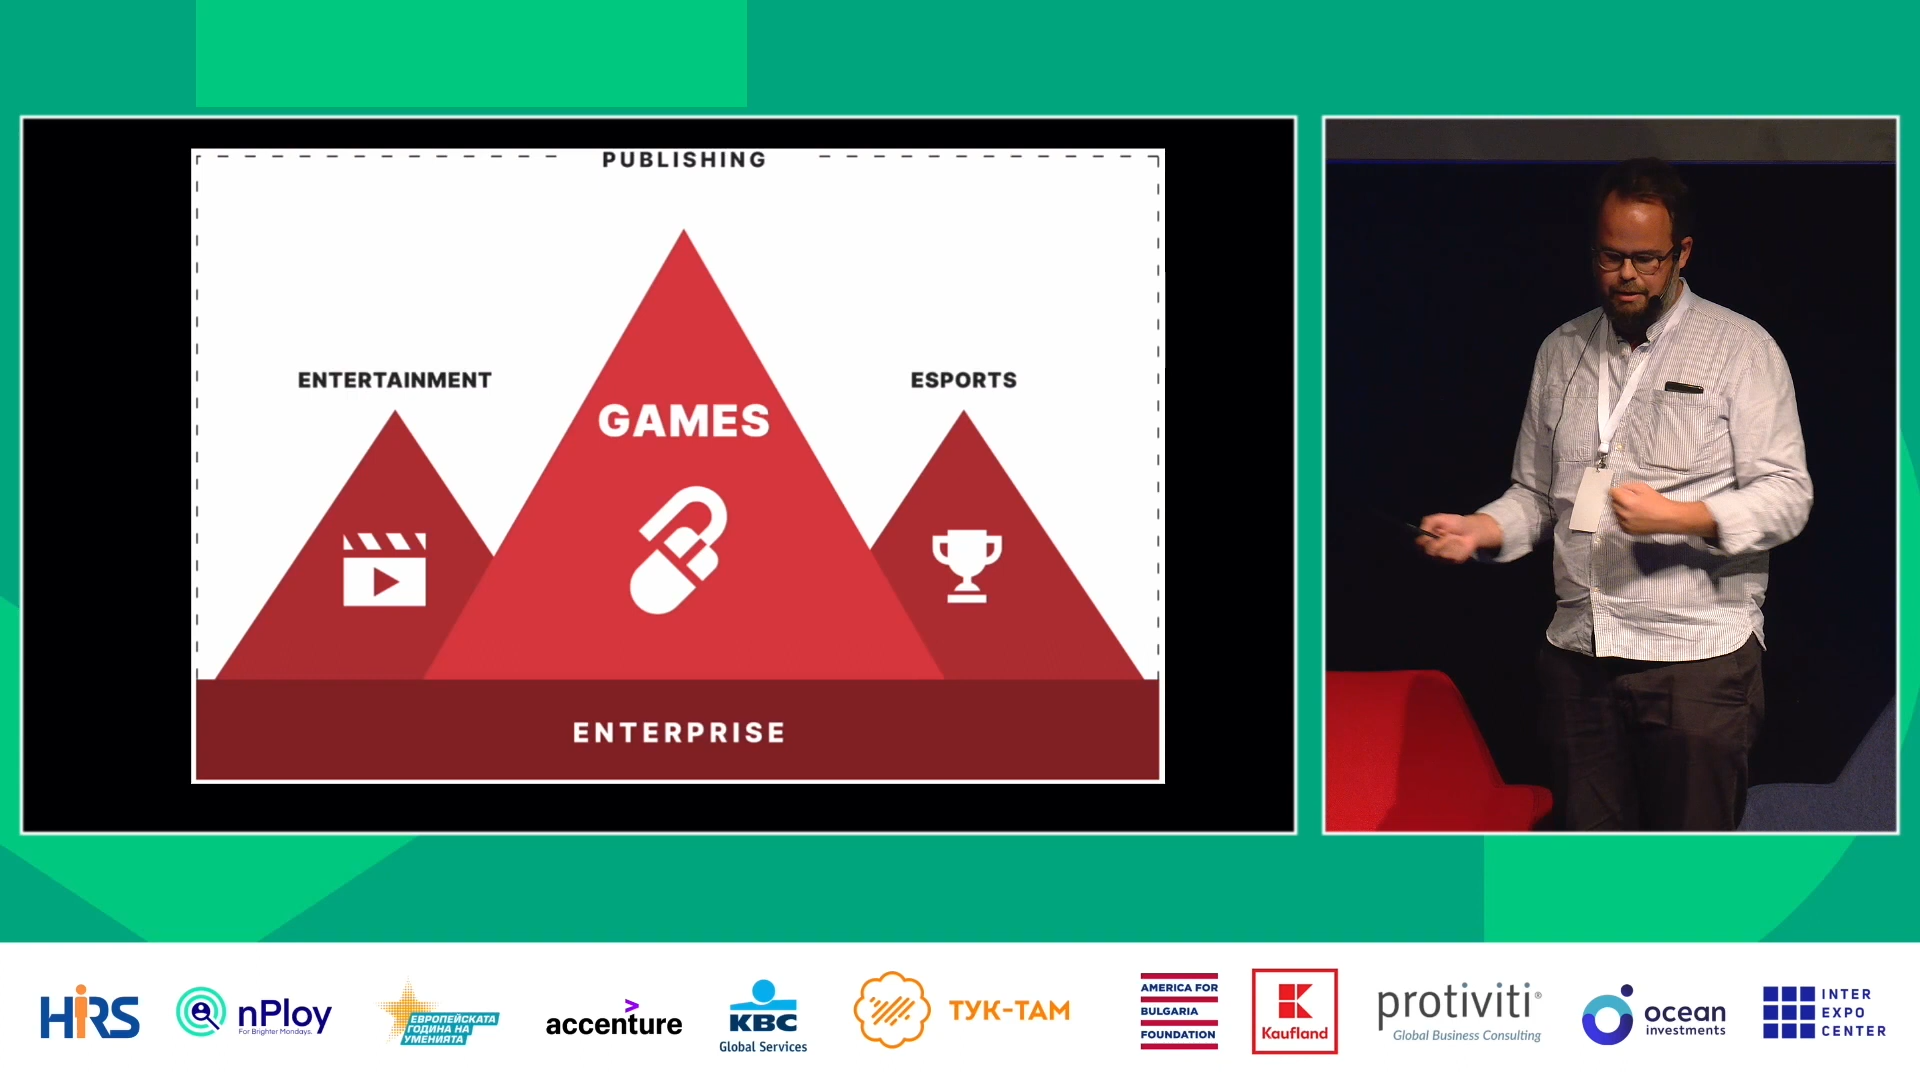 PUBLISHING
ENTERTAINMENT
ESPORTS
GAMES
ENTERPRISE
HRS
nPloy
For Brighter Mondays.
ЕВРОПЕЙСКАТА
ГОДИНА НА
УМЕНИЯТА
accenture
KBC
Global Services
ТУК-ТАМ
AMERICA FOR
BULGARIA
FOUNDATION
Kaufland
protiviti®
Global Business Consulting
ocean
investments
INTER
EXPO
CENTER